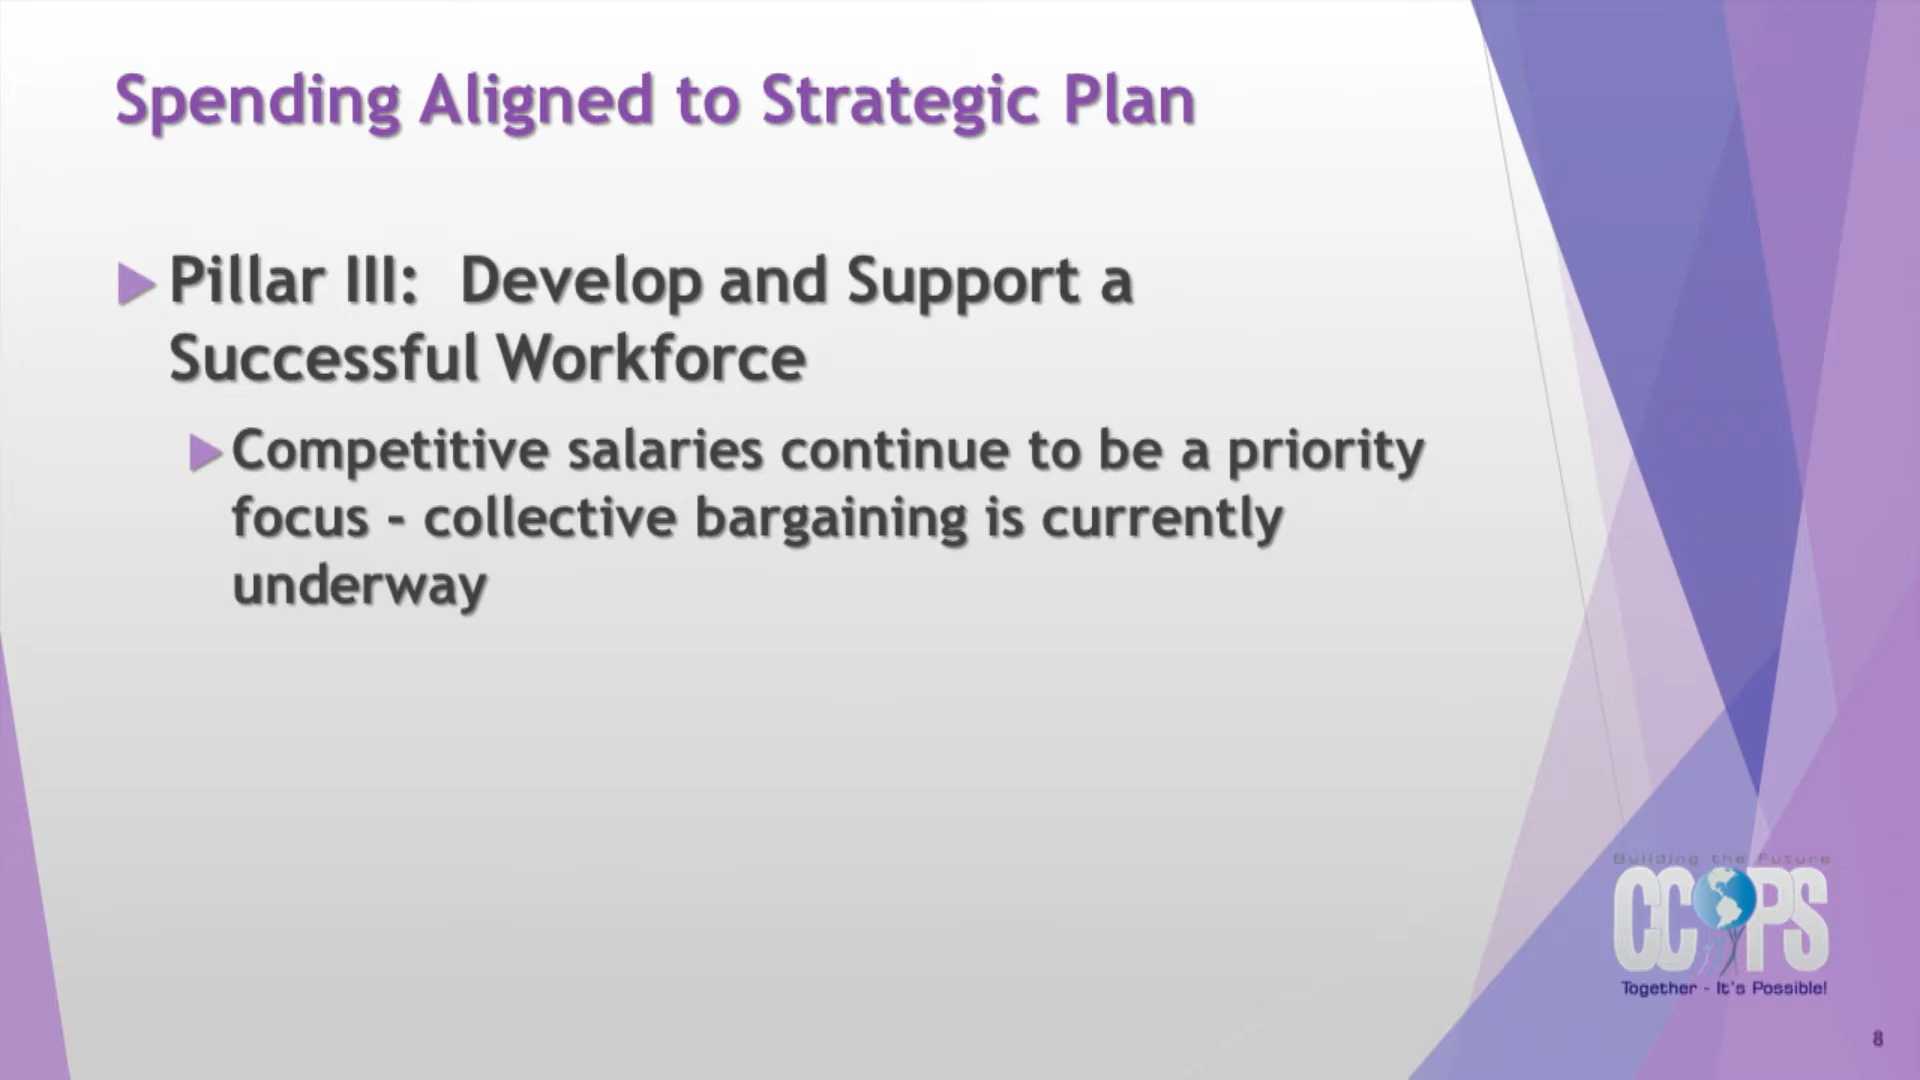 Spending Aligned to Strategic Plan
Pillar III:  Develop and Support a
Successful Workforce
Competitive salaries continue to be a priority
focus – collective bargaining is currently
underway
Building the Future
CCPS
Together - It's Possible!
8